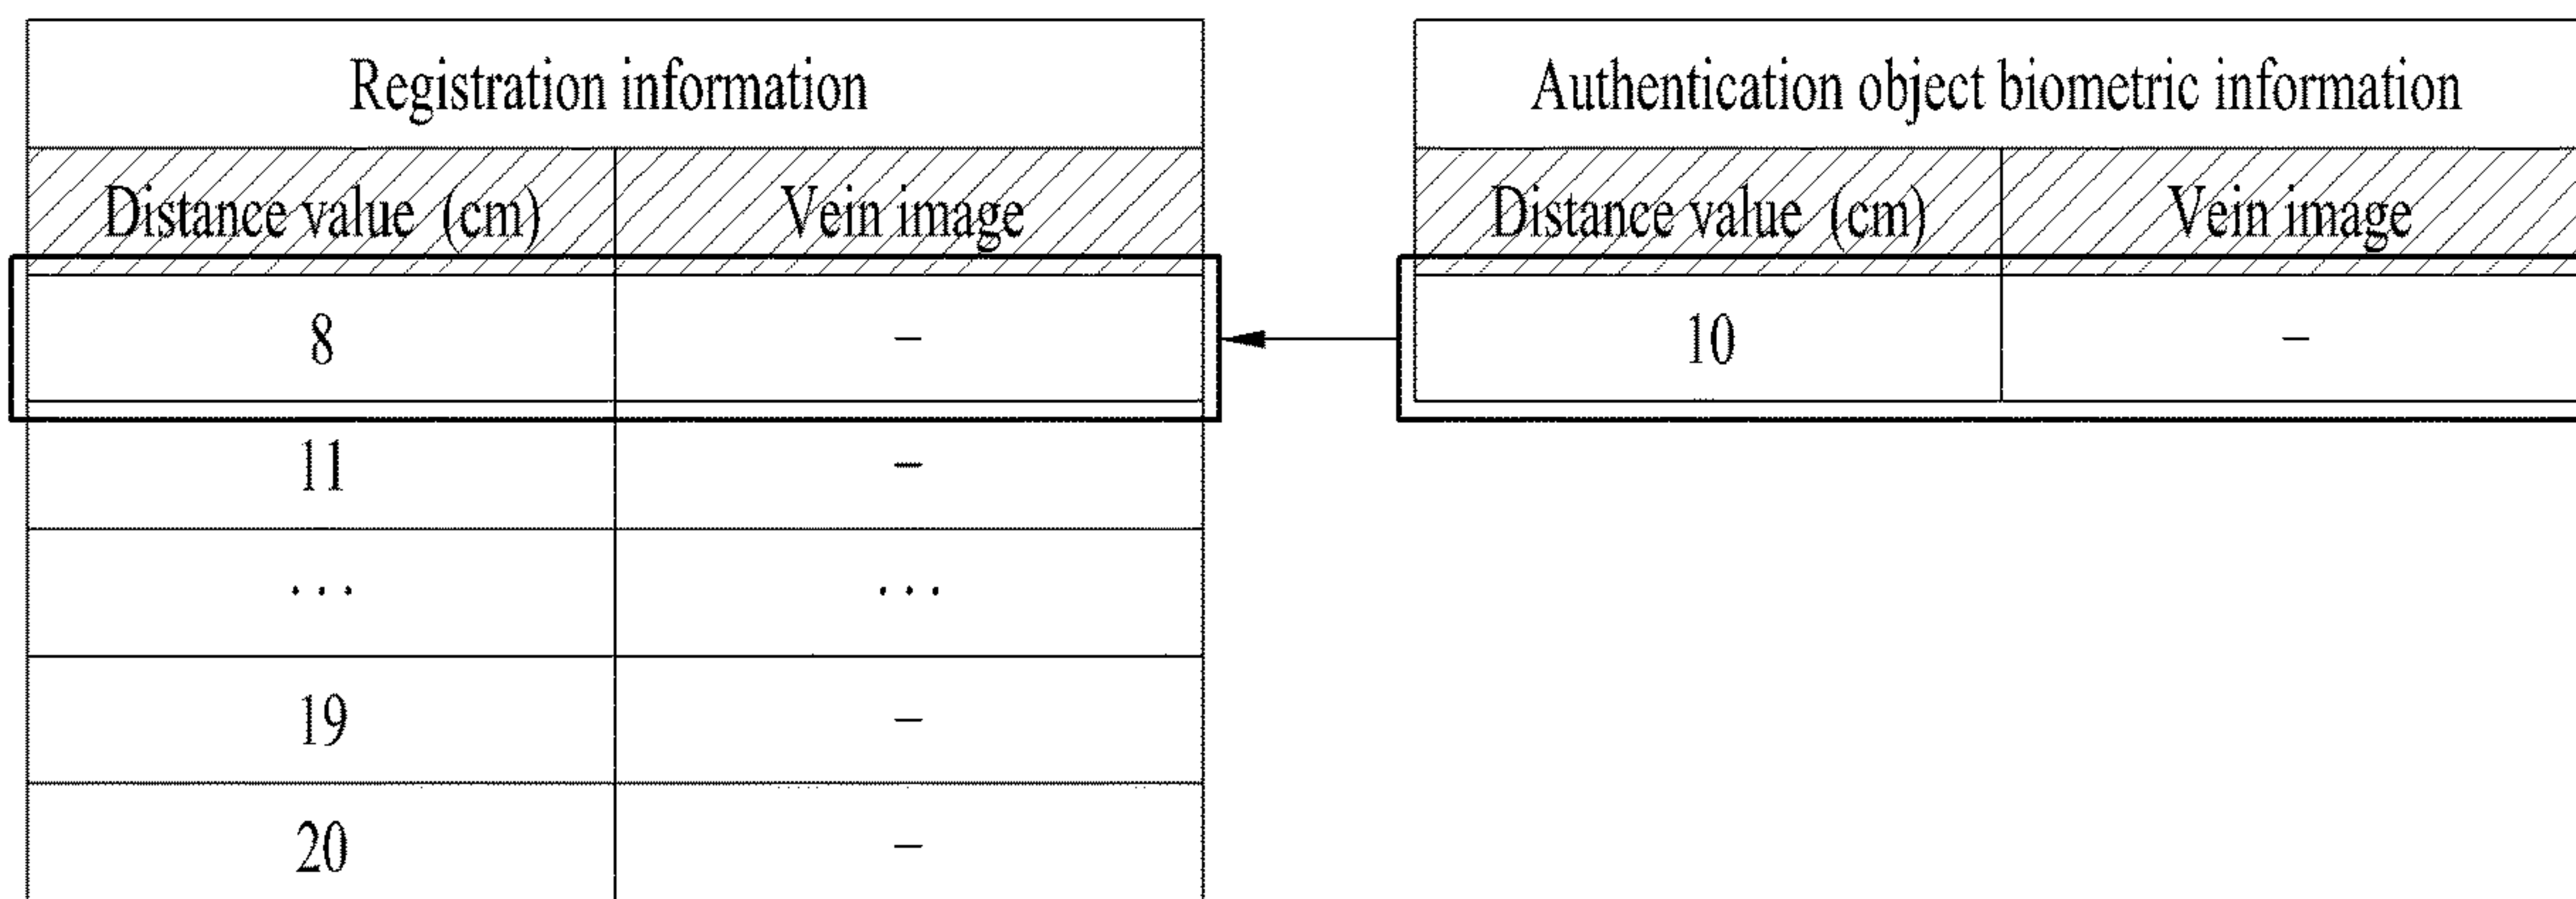 Registration information
Distance value (cm) Vein image
8 –
11 –
... ...
19 –
20 –
Authentication object biometric information
Distance value (cm) Vein image
10 –